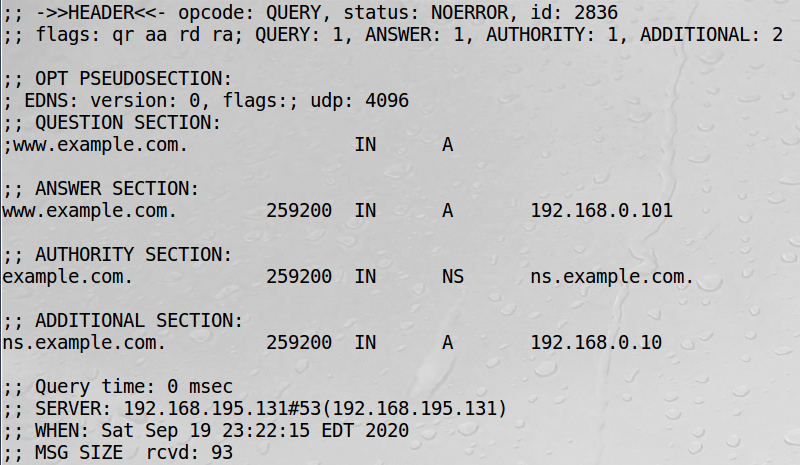 ;; ->>HEADER<<- opcode: QUERY, status: NOERROR, id: 2836
;; flags: qr aa rd ra; QUERY: 1, ANSWER: 1, AUTHORITY: 1, ADDITIONAL: 2
;; OPT PSEUDOSECTION:
; EDNS: version: 0, flags:; udp: 4096
;; QUESTION SECTION:
;www.example.com. IN A
;; ANSWER SECTION:
www.example.com. 259200 IN A 192.168.0.101
;; AUTHORITY SECTION:
example.com. 259200 IN NS ns.example.com.
;; ADDITIONAL SECTION:
ns.example.com. 259200 IN A 192.168.0.10
;; Query time: 0 msec
;; SERVER: 192.168.195.131#53(192.168.195.131)
;; WHEN: Sat Sep 19 23:22:15 EDT 2020
;; MSG SIZE rcvd: 93